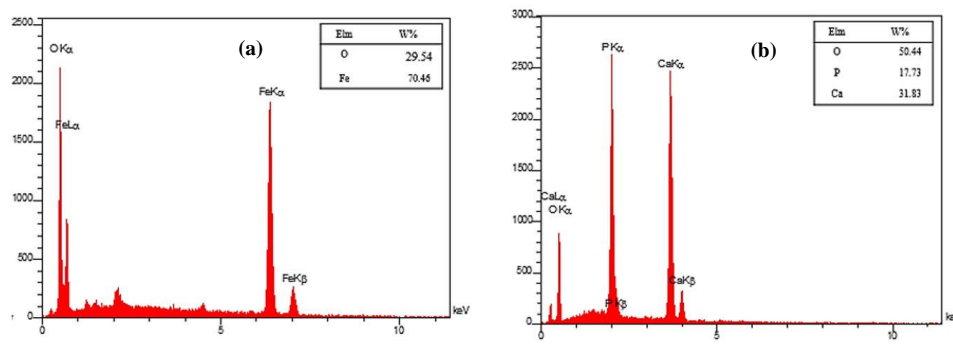 (a)
Elm W%
O 29.54
Fe 70.46
2500
2000
1500
1000
500
0
OKα
FeLα
FeKα
FeKβ
0 5 10
keV
(b)
Elm W%
O 50.44
P 17.73
Ca 31.83
3000
2500
2000
1500
1000
500
0
PKα
CaKα
CaLα
OKα
CaKβ
P Kβ
0 5 10
ke